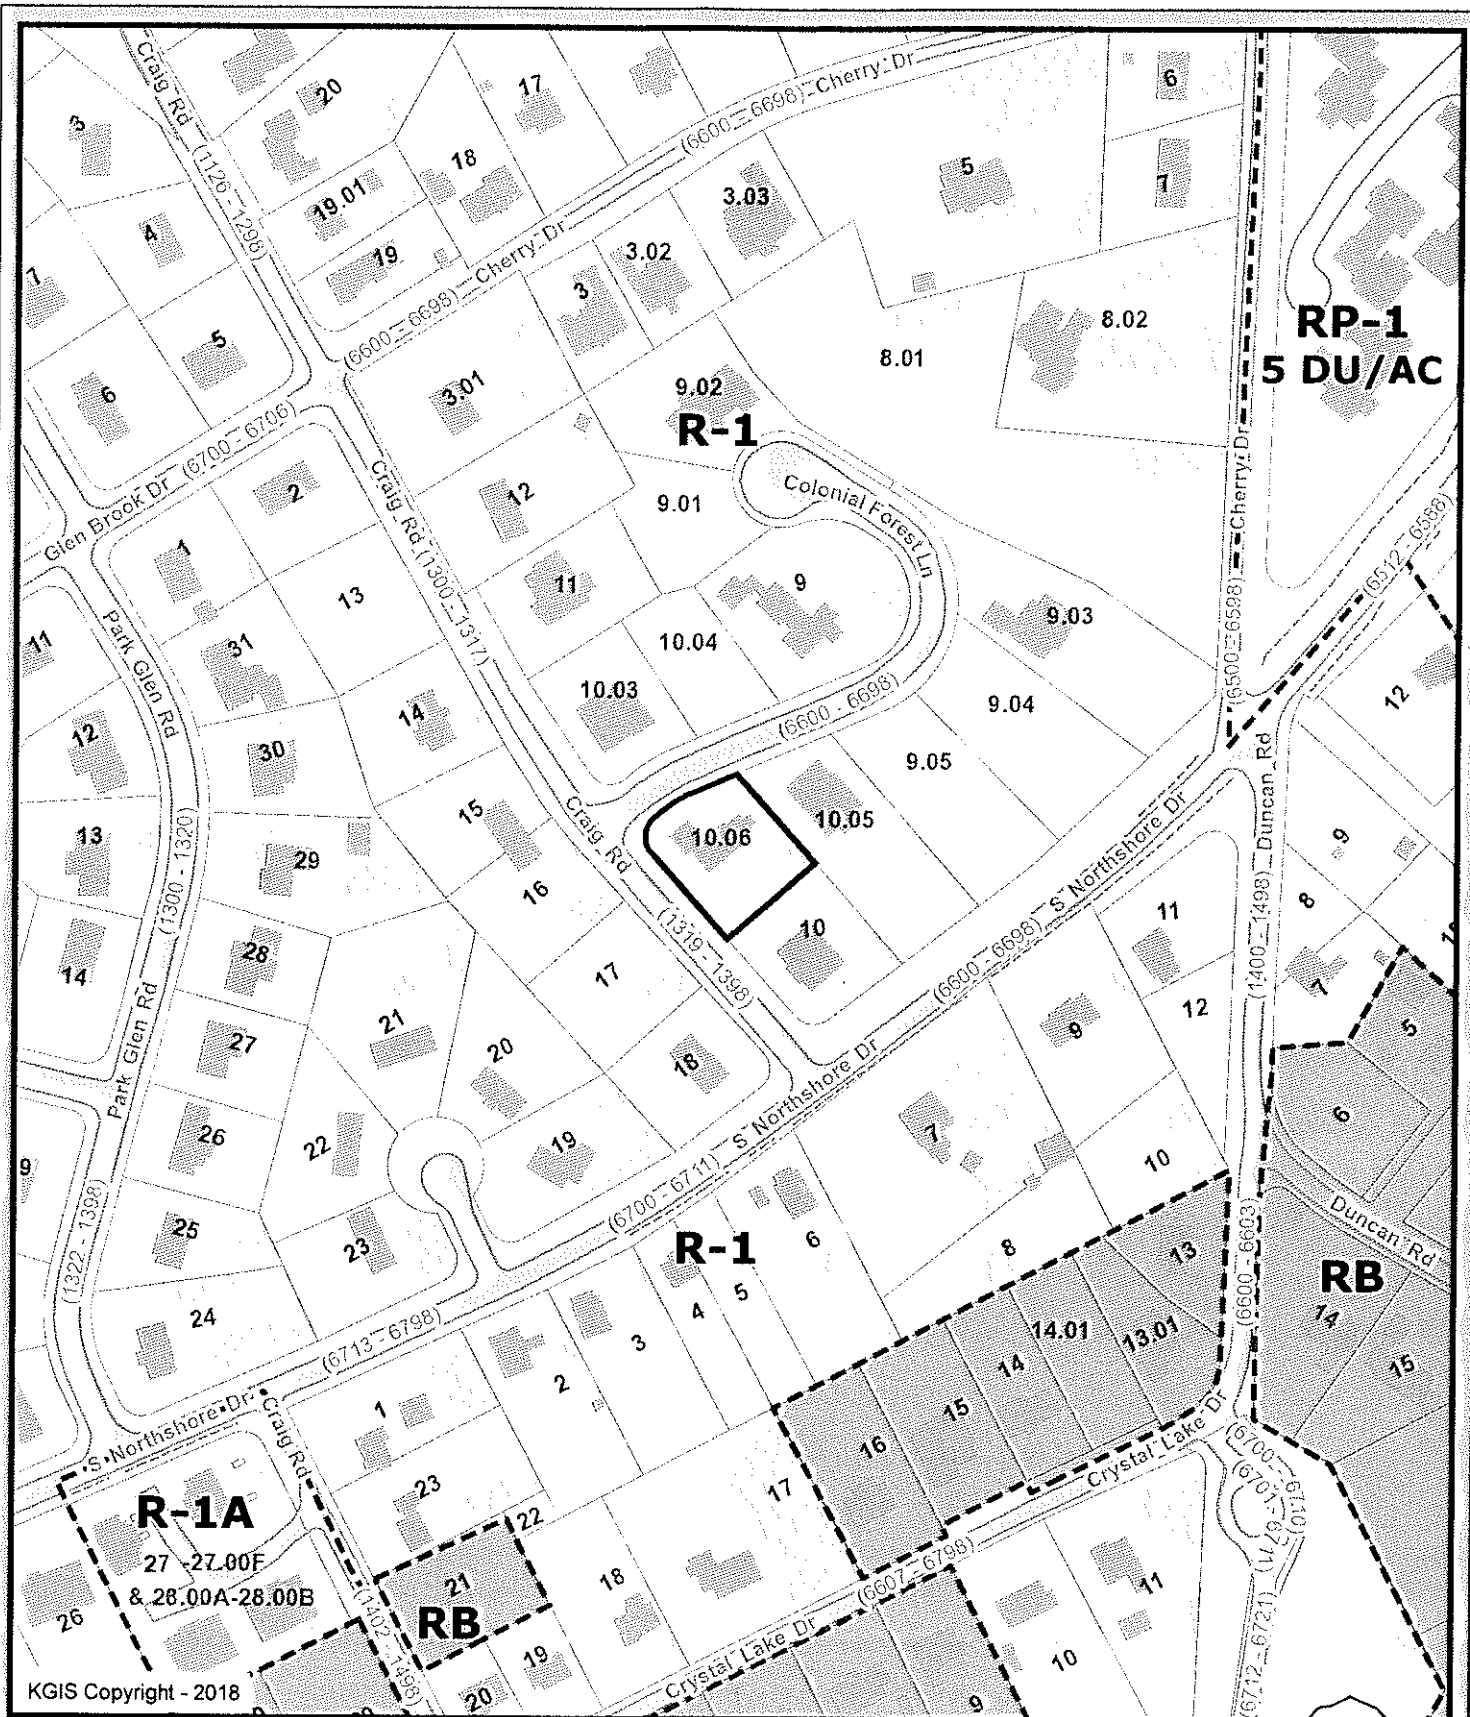 Craig Rd
(1126 - 1298)
20
17
(6600 - 6698) Cherry Dr
6
3
18
19.01
3.03
5
7
4
19
Cherry Dr
3.02
7
(6600 - 6698)
3
8.02
RP-1
5 DU/AC
5
8.01
6
3.01
9.02
R-1
(6700 - 6706)
Glen Brook Dr
2
Craig Rd
(1300 - 1317)
12
9.01
Colonial Forest Ln
Cherry Dr
(6500 - 6598)
(6512 - 6588)
1
13
11
9
9.03
Park Glen Rd
11
31
10.04
10.03
9.04
12
12
14
(6600 - 6698)
30
9.05
Duncan Rd
15
Craig Rd
10.06
10.05
S Northshore Dr
13
(1300 - 1320)
29
16
9
8
(1319 - 1398)
10
(6600 - 6698)
11
(1400 - 1498)
14
28
17
7
12
5
Park Glen Rd
27
21
20
18
9
6
26
22
19
S Northshore Dr
7
10
9
(6700 - 6711)
25
23
R-1
6
8
13
(6600 - 6603)
Duncan Rd
RB
14
(1322 - 1398)
24
4
5
14.01
13.01
(6713 - 6798)
3
14
15
2
15
S Northshore Dr
Craig Rd
1
16
Crystal Lake Dr
(6700 - 6710)
(6701 - 6711)
R-1A
27 -27.00F
& 28.00A-28.00B
23
22
17
21
RB
18
(6607 - 6798)
11
26
(1402 - 1498)
19
20
Crystal Lake Dr
9
10
(6712 - 6721)
KGIS Copyright - 2018